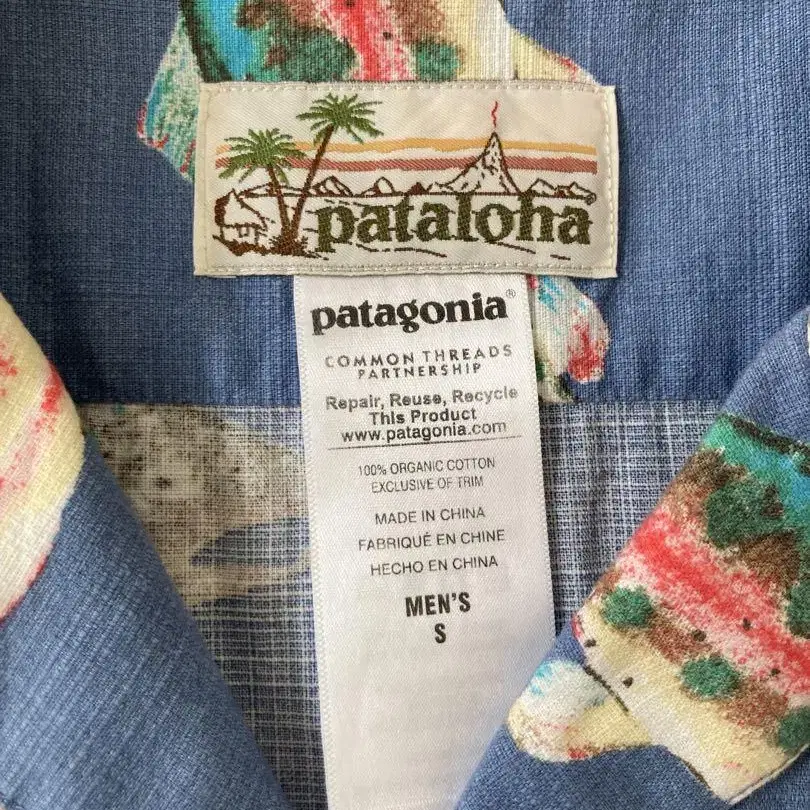 pataloha
patagonia®
COMMON THREADS
PARTNERSHIP
Repair, Reuse, Recycle
This Product
www.patagonia.com
100% ORGANIC COTTON
EXCLUSIVE OF TRIM
MADE IN CHINA
FABRIQUÉ EN CHINE
HECHO EN CHINA
MEN'S
S